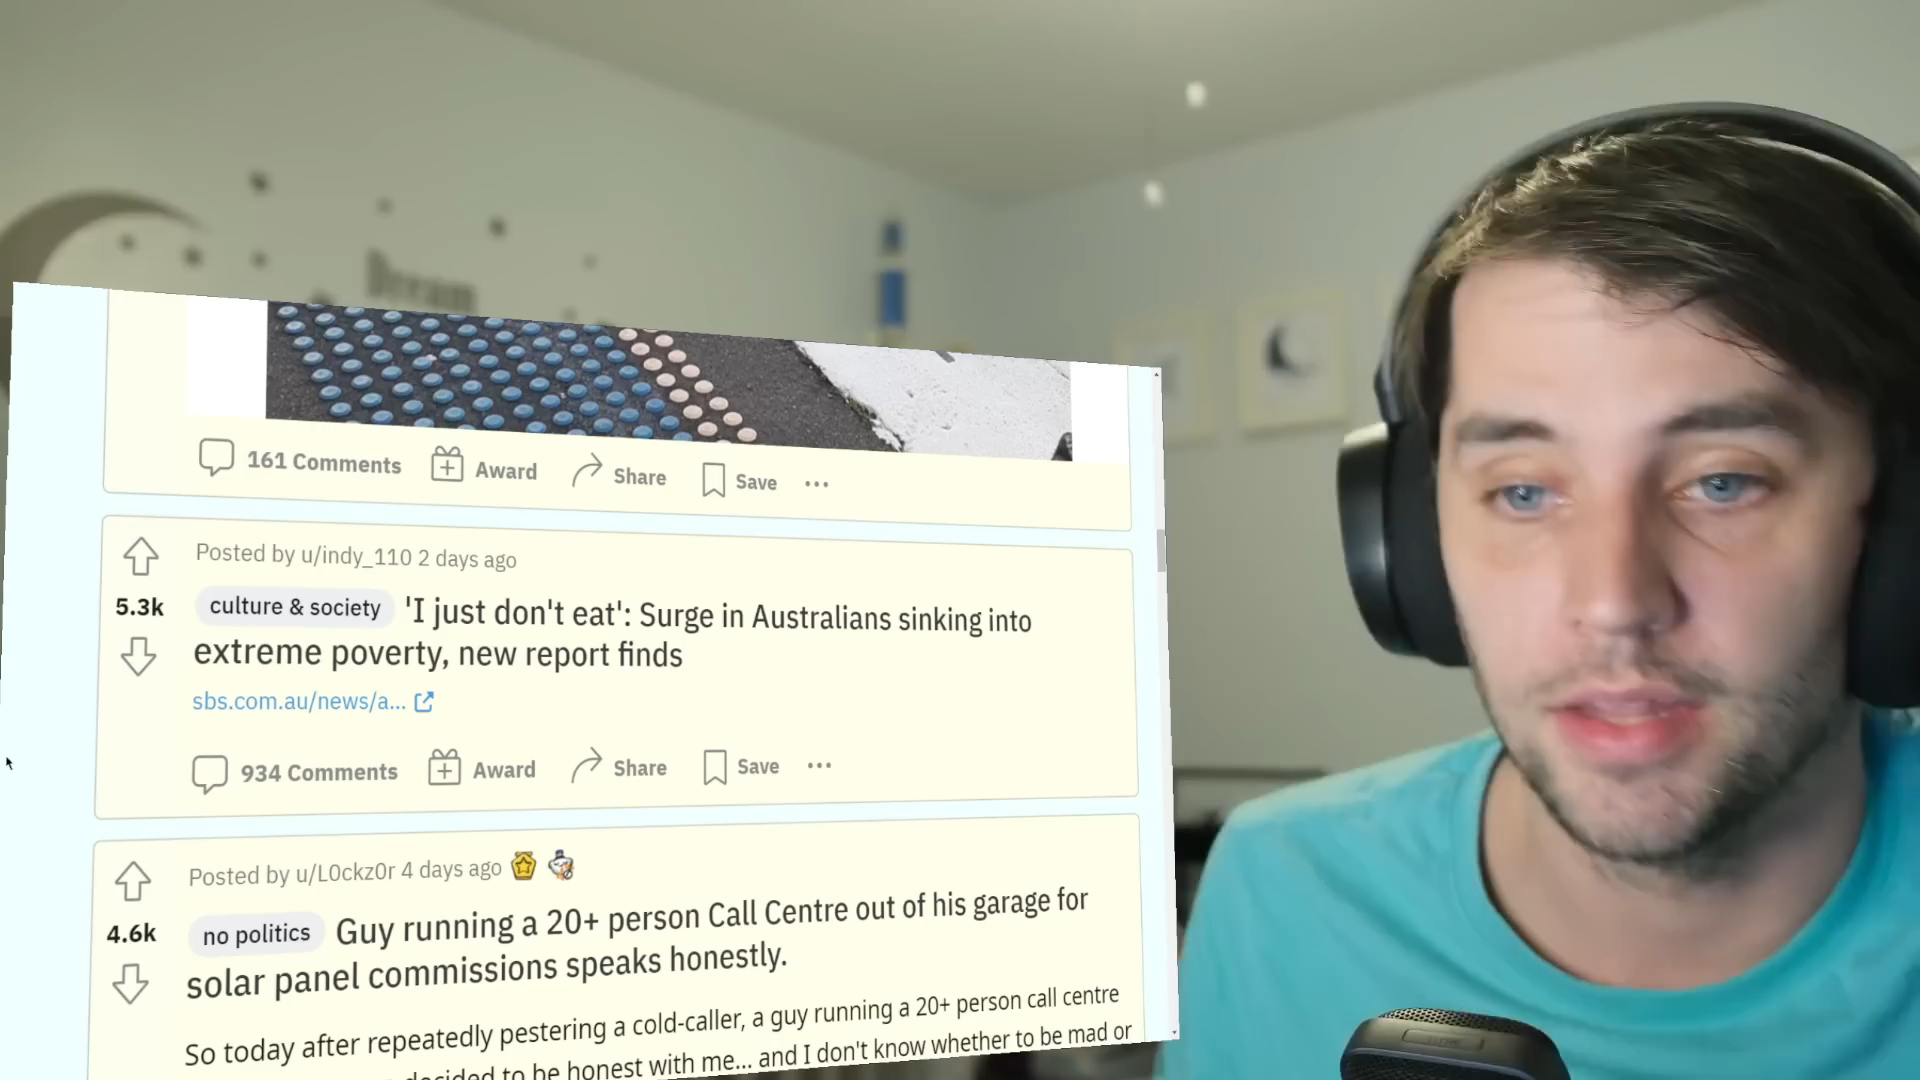 Dream
161 Comments Award Share Save
Posted by u/indy_110 2 days ago
5.3k
culture & society 'I just don't eat': Surge in Australians sinking into
extreme poverty, new report finds
sbs.com.au/news/a...
934 Comments Award Share Save
Posted by u/L0ckz0r 4 days ago
4.6k
no politics Guy running a 20+ person Call Centre out of his garage for
solar panel commissions speaks honestly.
So today after repeatedly pestering a cold-caller, a guy running a 20+ person call centre
decided to be honest with me... and I don't know whether to be mad or